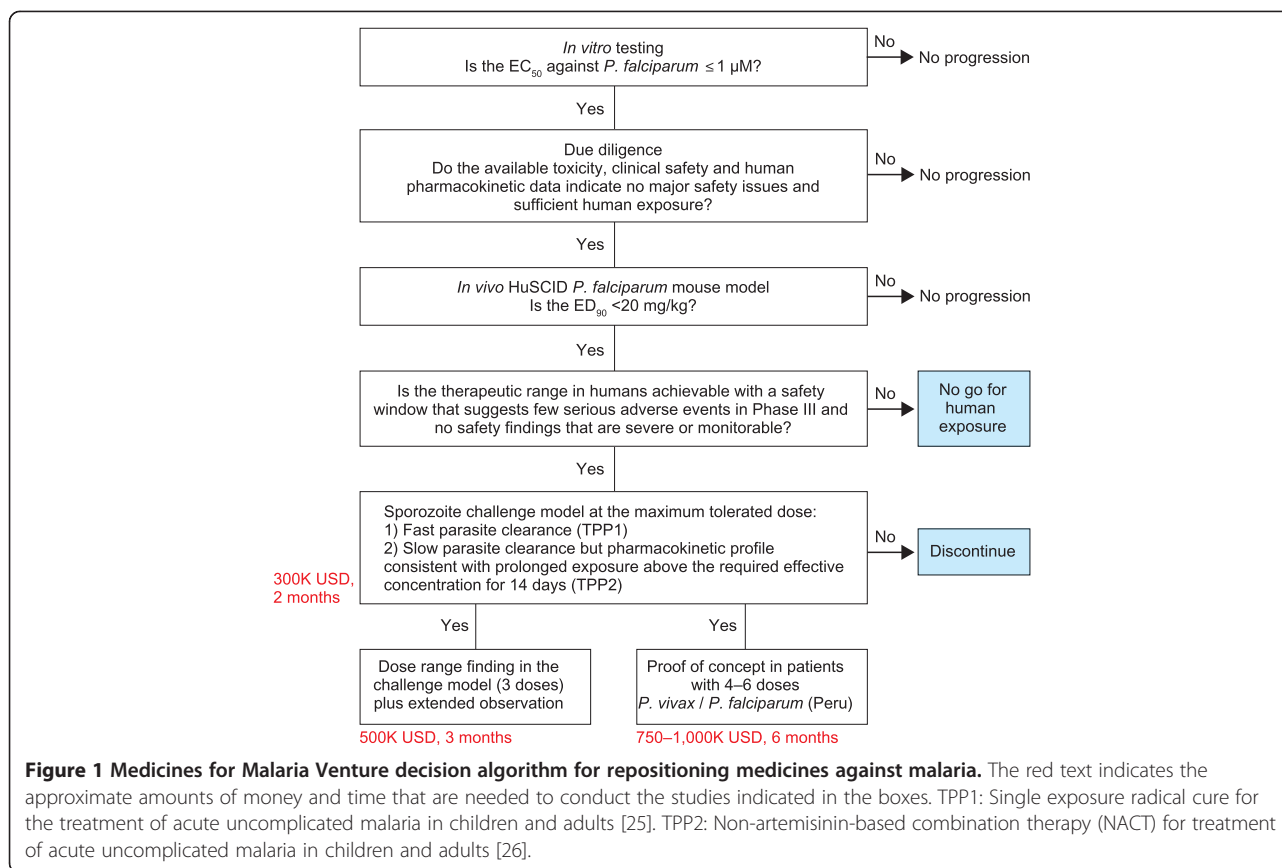 In vitro testing
Is the EC50 against P. falciparum ≤ 1 µM?
No
No progression
Yes
Due diligence
Do the available toxicity, clinical safety and human
pharmacokinetic data indicate no major safety issues and
sufficient human exposure?
No
No progression
Yes
In vivo HuSCID P. falciparum mouse model
Is the ED90 <20 mg/kg?
No
No progression
Yes
Is the therapeutic range in humans achievable with a safety
window that suggests few serious adverse events in Phase III and
no safety findings that are severe or monitorable?
No
No go for
human
exposure
Yes
Sporozoite challenge model at the maximum tolerated dose:
1) Fast parasite clearance (TPP1)
2) Slow parasite clearance but pharmacokinetic profile
consistent with prolonged exposure above the required effective
concentration for 14 days (TPP2)
No
Discontinue
300K USD,
2 months
Yes
Yes
Dose range finding in the
challenge model (3 doses)
plus extended observation
Proof of concept in patients
with 4–6 doses
P. vivax / P. falciparum (Peru)
500K USD, 3 months
750–1,000K USD, 6 months
Figure 1 Medicines for Malaria Venture decision algorithm for repositioning medicines against malaria. The red text indicates the
approximate amounts of money and time that are needed to conduct the studies indicated in the boxes. TPP1: Single exposure radical cure for
the treatment of acute uncomplicated malaria in children and adults [25]. TPP2: Non-artemisinin-based combination therapy (NACT) for treatment
of acute uncomplicated malaria in children and adults [26].